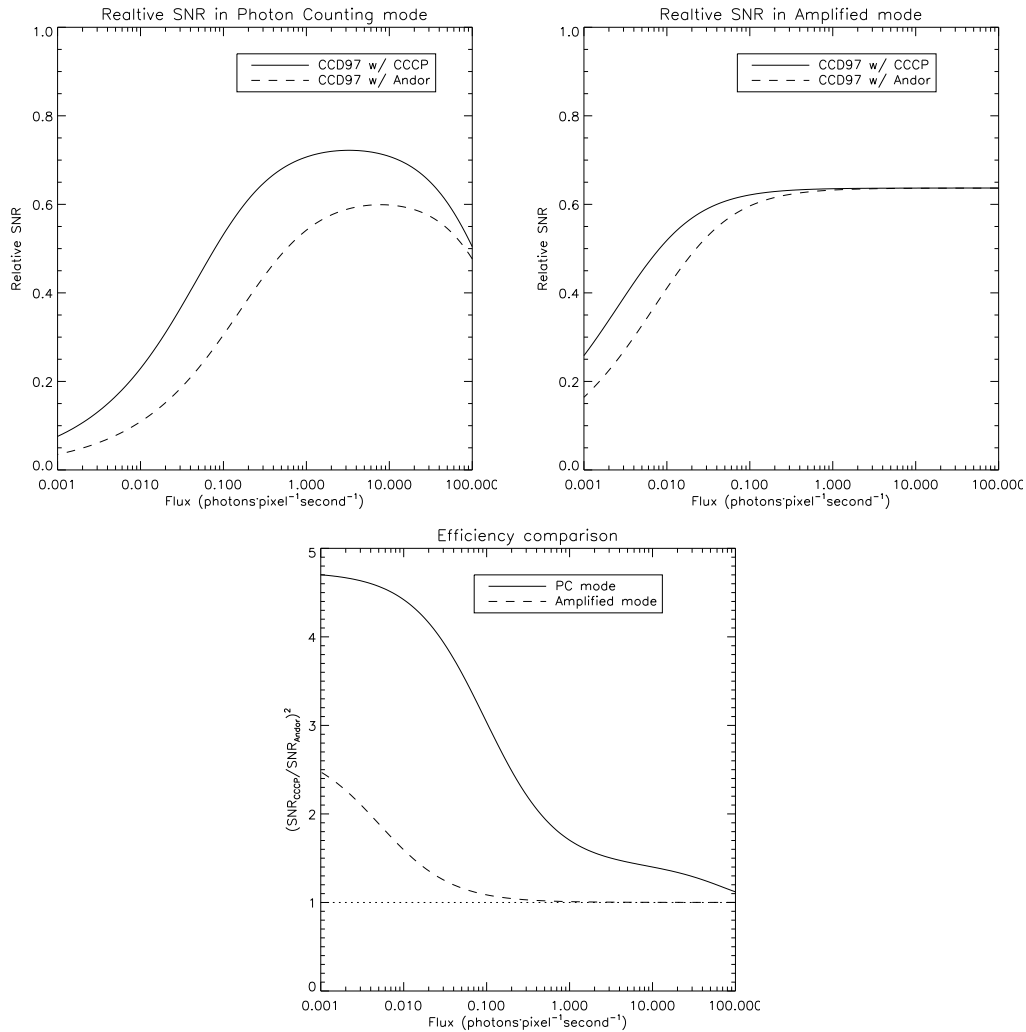 Realtive SNR in Photon Counting mode
1.0
0.8
0.6
0.4
0.2
0.0
Relative SNR
CCD97 w/ CCCP
CCD97 w/ Andor
0.001 0.010 0.100 1.000 10.000 100.000
Flux (photons·pixel⁻¹second⁻¹)
Realtive SNR in Amplified mode
1.0
0.8
0.6
0.4
0.2
0.0
Relative SNR
CCD97 w/ CCCP
CCD97 w/ Andor
0.001 0.010 0.100 1.000 10.000 100.000
Flux (photons·pixel⁻¹second⁻¹)
Efficiency comparison
5
4
3
2
1
0
(SNR_CCCP/SNR_Andor)²
PC mode
Amplified mode
0.001 0.010 0.100 1.000 10.000 100.000
Flux (photons·pixel⁻¹second⁻¹)